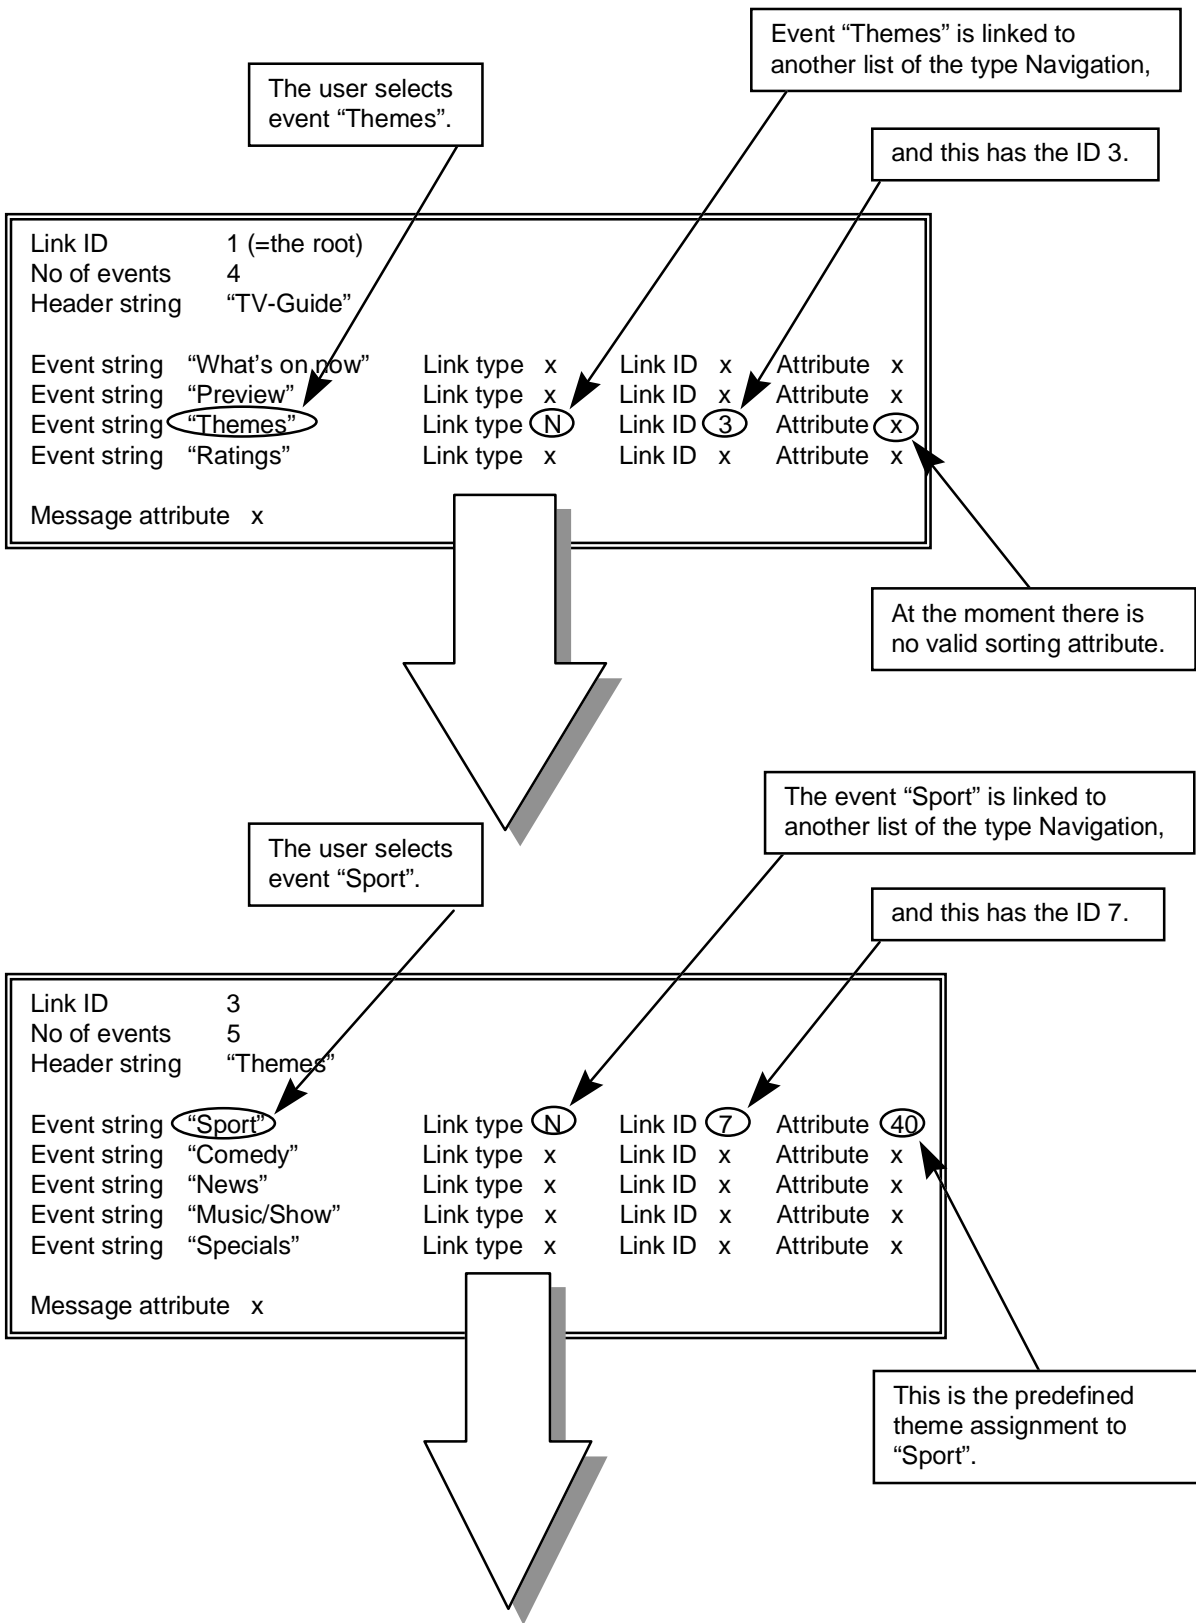 Event “Themes” is linked to
another list of the type Navigation,
The user selects
event “Themes”.
and this has the ID 3.
Link ID 1 (=the root)
No of events 4
Header string “TV-Guide”
Event string “What's on now” Link type x Link ID x Attribute x
Event string “Preview” Link type x Link ID x Attribute x
Event string “Themes” Link type N Link ID 3 Attribute x
Event string “Ratings” Link type x Link ID x Attribute x
Message attribute x
At the moment there is
no valid sorting attribute.
The event “Sport” is linked to
another list of the type Navigation,
The user selects
event “Sport”.
and this has the ID 7.
Link ID 3
No of events 5
Header string “Themes”
Event string “Sport” Link type N Link ID 7 Attribute 40
Event string “Comedy” Link type x Link ID x Attribute x
Event string “News” Link type x Link ID x Attribute x
Event string “Music/Show” Link type x Link ID x Attribute x
Event string “Specials” Link type x Link ID x Attribute x
Message attribute x
This is the predefined
theme assignment to
“Sport”.